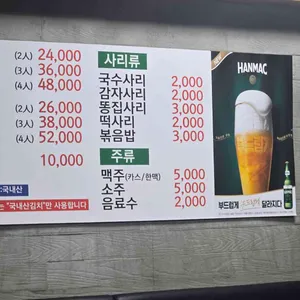 (2人) 24,000
(3人) 36,000
(4人) 48,000
(2人) 26,000
(3人) 38,000
(4人) 52,000
10,000
:국내산
는 "국내산김치"만 사용합니다
사리류
국수사리 2,000
감자사리 2,000
똥집사리 3,000
떡사리 2,000
볶음밥 3,000
주류
맥주(카스/한맥) 5,000
소주 5,000
음료수 2,000
HANMAC
부드럽게 달라지다